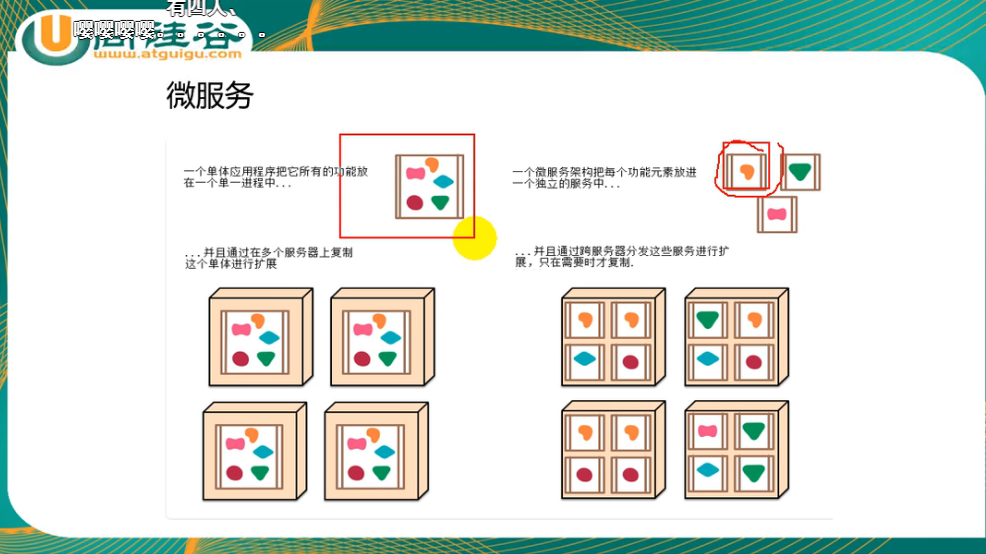 有四人、
嘤嘤嘤嘤。。。。。。
尚硅谷
www.atguigu.com
微服务
一个单体应用程序把它所有的功能放
在一个单一进程中...
一个微服务架构把每个功能元素放进
一个独立的服务中...
...并且通过在多个服务器上复制
这个单体进行扩展
...并且通过跨服务器分发这些服务进行扩
展，只在需要时才复制.